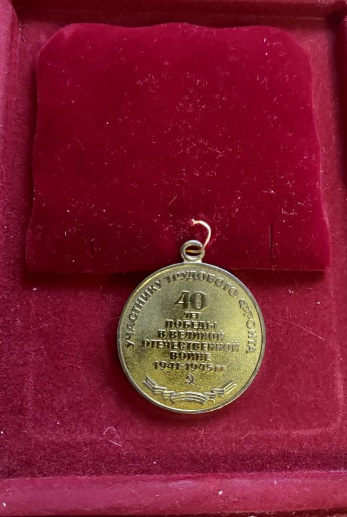 УЧАСТНИКУ ТРУДОВОГО ФРОНТА
40
ЛЕТ
ПОБЕДЫ
В ВЕЛИКОЙ
ОТЕЧЕСТВЕННОЙ
ВОЙНЕ
1941-1945 гг.